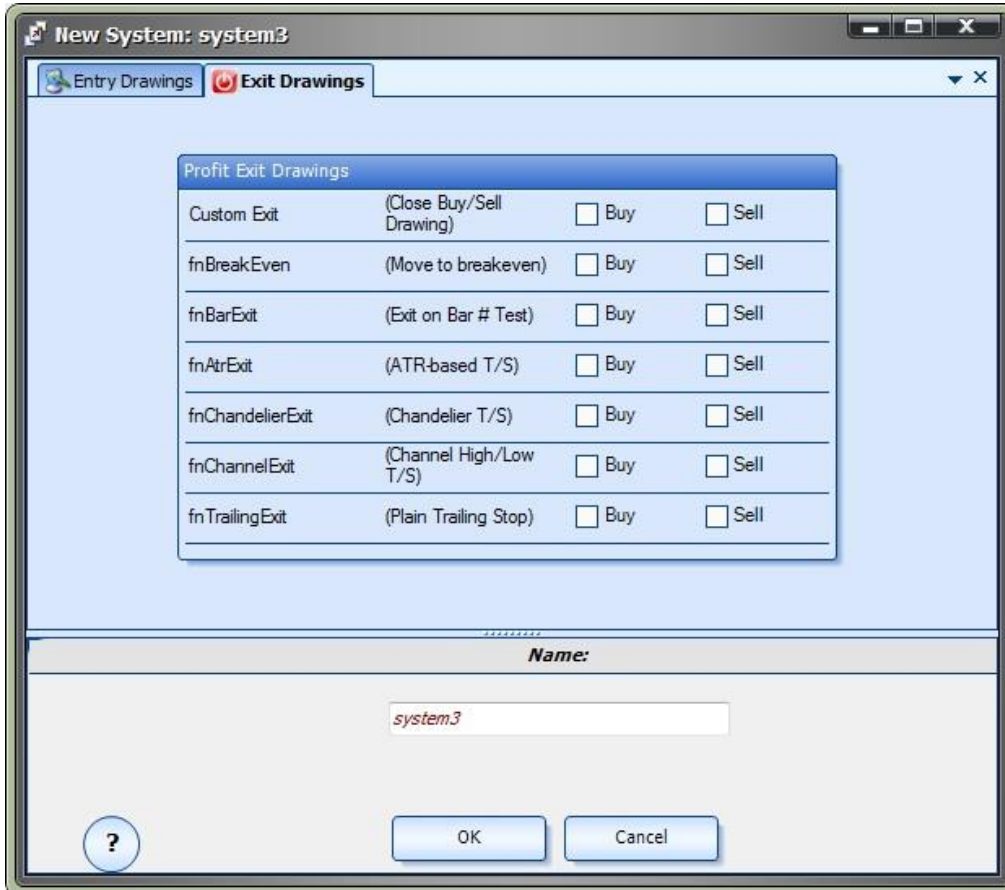 New System: system3
Entry Drawings Exit Drawings
Profit Exit Drawings
Custom Exit (Close Buy/Sell Drawing) Buy Sell
fnBreakEven (Move to breakeven) Buy Sell
fnBarExit (Exit on Bar # Test) Buy Sell
fnAtrExit (ATR-based T/S) Buy Sell
fnChandelierExit (Chandelier T/S) Buy Sell
fnChannelExit (Channel High/Low T/S) Buy Sell
fnTrailingExit (Plain Trailing Stop) Buy Sell
Name:
system3
? OK Cancel